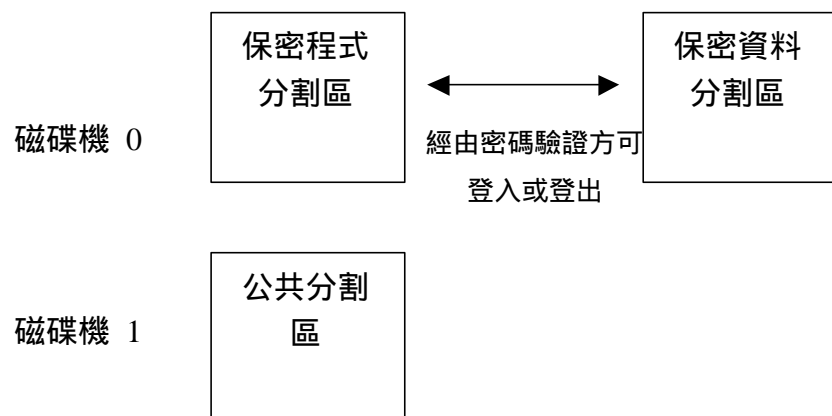 保密程式
分割區
保密資料
分割區
磁碟機 0
經由密碼驗證方可
登入或登出
公共分割
區
磁碟機 1